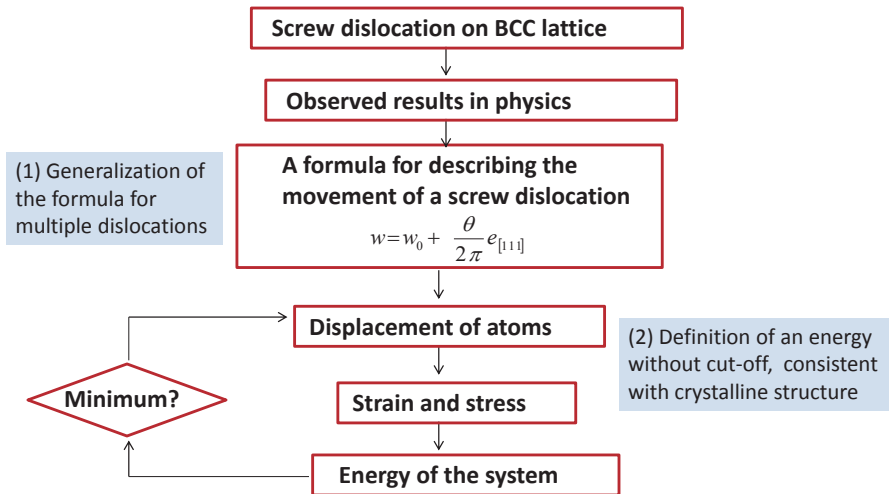 Screw dislocation on BCC lattice
Observed results in physics
(1) Generalization of
the formula for
multiple dislocations
A formula for describing the
movement of a screw dislocation
w=w₀+ θ/2π e[111]
Displacement of atoms
(2) Definition of an energy
without cut-off, consistent
with crystalline structure
Minimum?
Strain and stress
Energy of the system